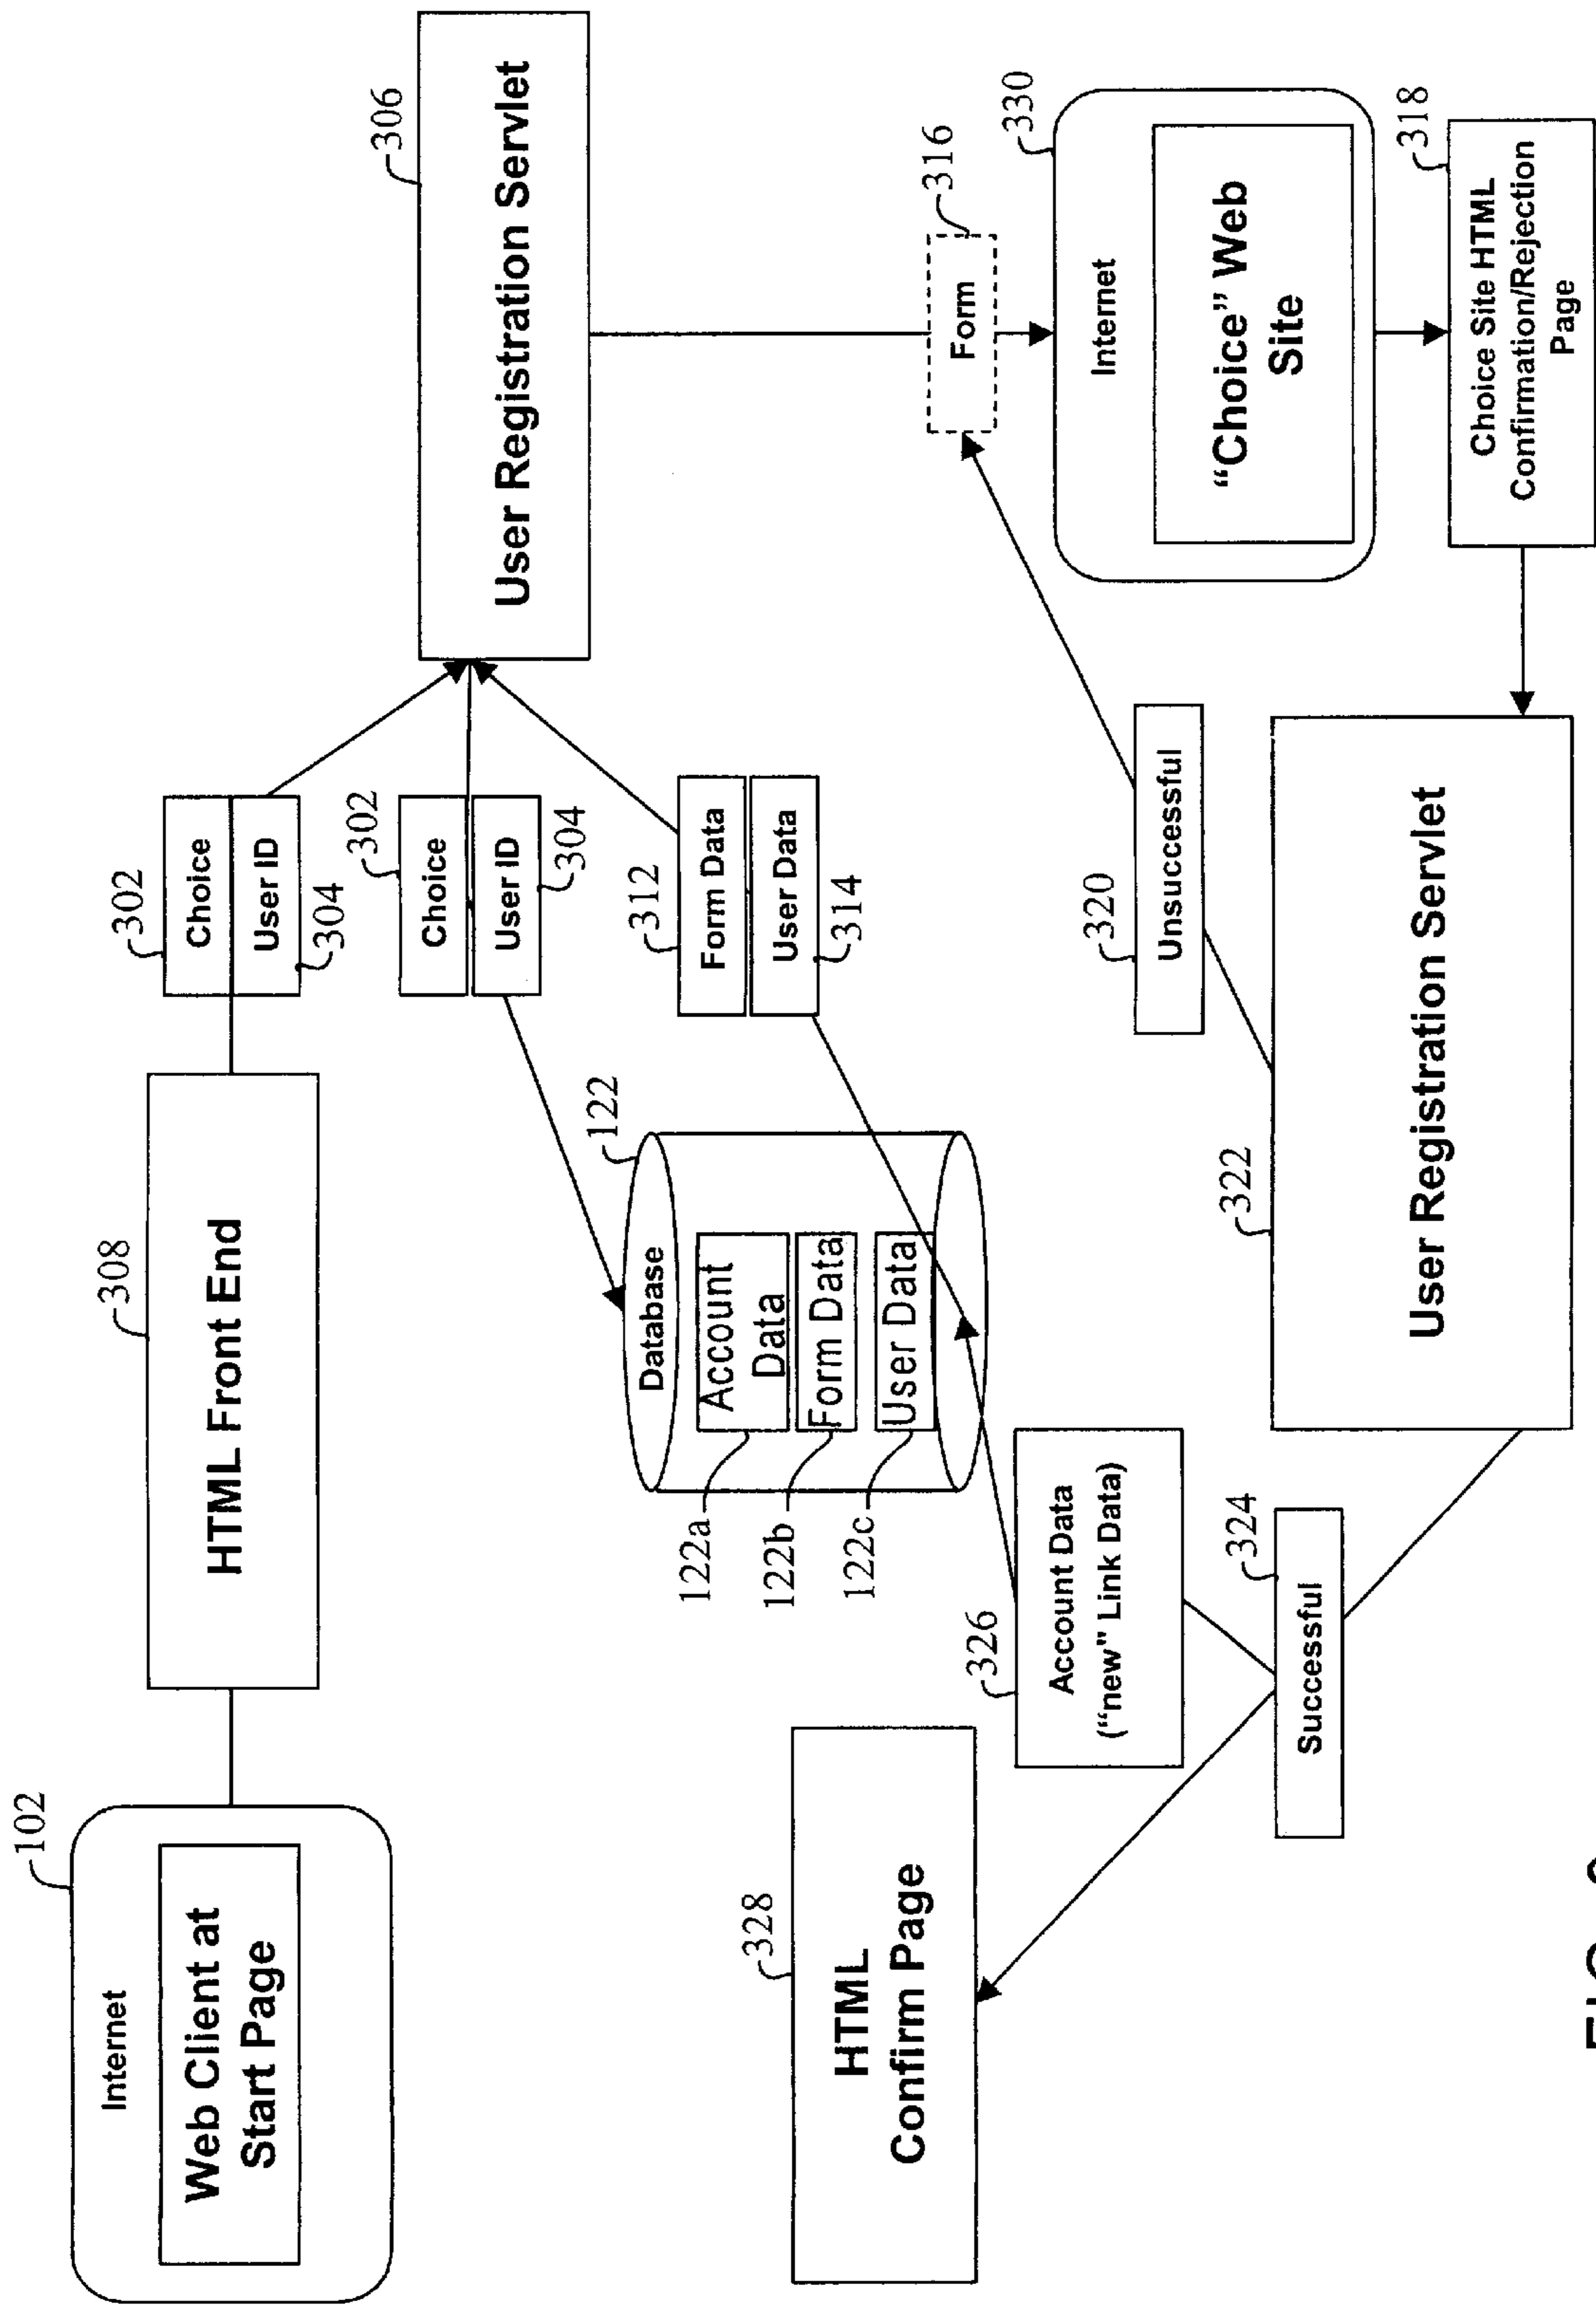 102
Internet
Web Client at
Start Page
308
HTML Front End
302
Choice
User ID
304
306
User Registration Servlet
302
Choice
User ID
304
312
Form Data
User Data
314
122
Database
Account
Data
Form Data
User Data
122a
122b
122c
316
Form
330
Internet
“Choice” Web
Site
318
Choice Site HTML
Confirmation/Rejection
Page
320
Unsuccessful
322
User Registration Servlet
324
Successful
326
Account Data
(“new” Link Data)
328
HTML
Confirm Page